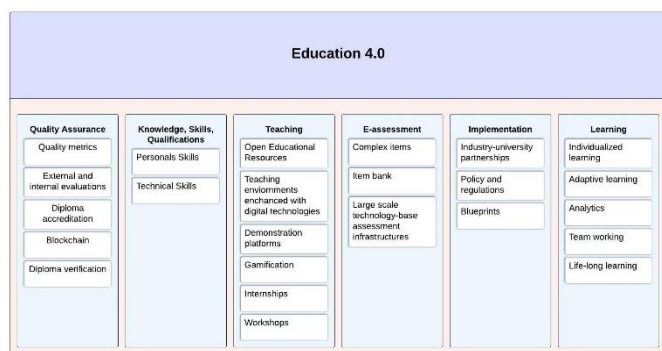 Education 4.0
Quality Assurance
Quality metrics
External and
internal evaluations
Diploma
accreditation
Blockchain
Diploma verification
Knowledge, Skills,
Qualifications
Personals Skills
Technical Skills
Teaching
Open Educational
Resources
Teaching
enviornments
enchanced with
digital technologies
Demonstration
platforms
Gamification
Internships
Workshops
E-assessment
Complex items
Item bank
Large scale
technology-base
assessment
infrastructures
Implementation
Industry-university
partnerships
Policy and
regulations
Blueprints
Learning
Individualized
learning
Adaptive learning
Analytics
Team working
Life-long learning